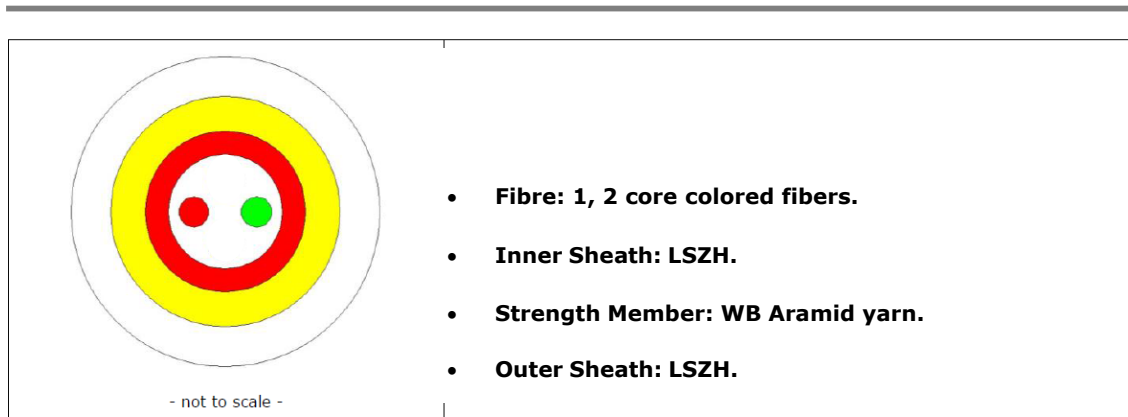 • Fibre: 1, 2 core colored fibers.
• Inner Sheath: LSZH.
• Strength Member: WB Aramid yarn.
• Outer Sheath: LSZH.
- not to scale -